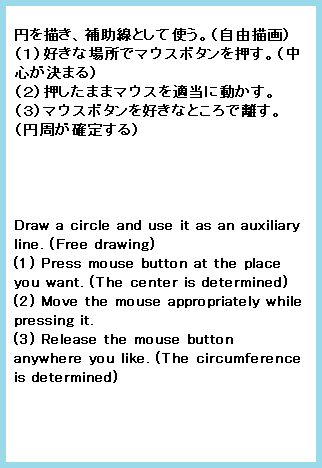 円を描き、補助線として使う。（自由描画）
（１）好きな場所でマウスボタンを押す。（中
心が決まる）
（２）押したままマウスを適当に動かす。
（３）マウスボタンを好きなところで離す。
（円周が確定する）
Draw a circle and use it as an auxiliary
line. (Free drawing)
(1) Press mouse button at the place
you want. (The center is determined)
(2) Move the mouse appropriately while
pressing it.
(3) Release the mouse button
anywhere you like. (The circumference
is determined)